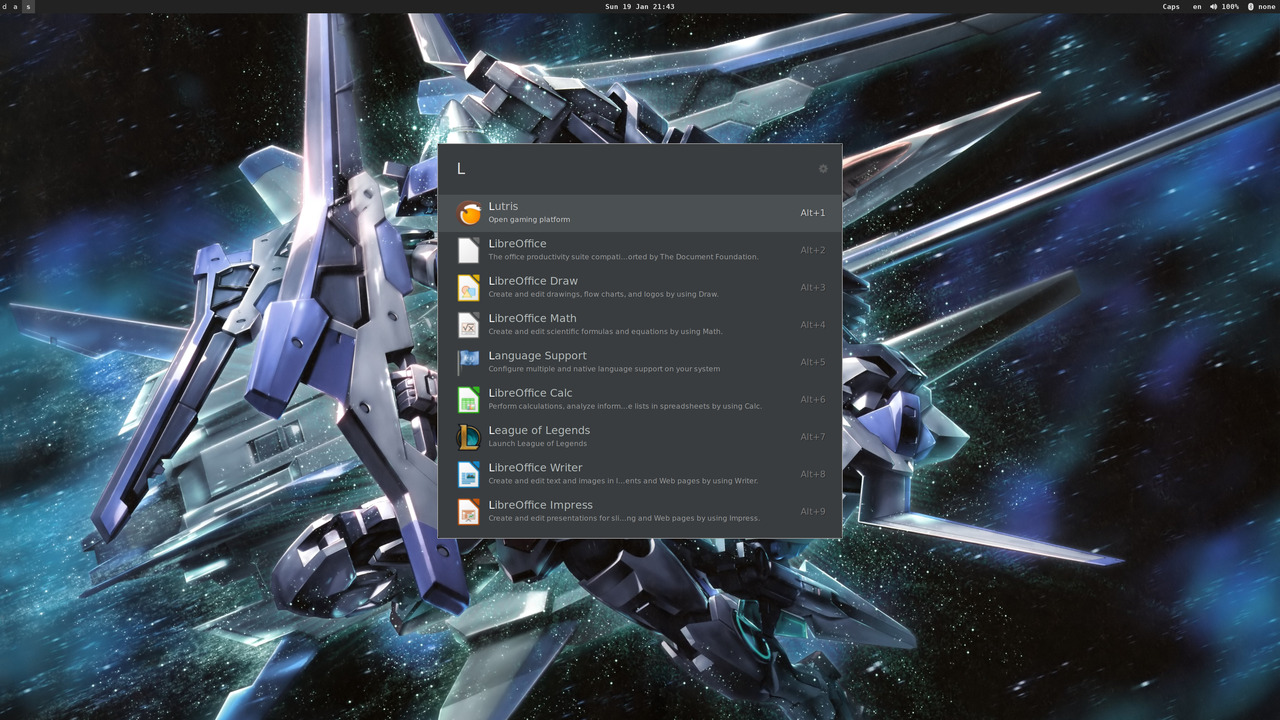 d a s
Sun 19 Jan 21:43
Caps en 100% none
L
Lutris
Open gaming platform
Alt+1
LibreOffice
The office productivity suite compati...orted by The Document Foundation.
Alt+2
LibreOffice Draw
Create and edit drawings, flow charts, and logos by using Draw.
Alt+3
LibreOffice Math
Create and edit scientific formulas and equations by using Math.
Alt+4
Language Support
Configure multiple and native language support on your system
Alt+5
LibreOffice Calc
Perform calculations, analyze inform...e lists in spreadsheets by using Calc.
Alt+6
League of Legends
Launch League of Legends
Alt+7
LibreOffice Writer
Create and edit text and images in l...ents and Web pages by using Writer.
Alt+8
LibreOffice Impress
Create and edit presentations for sli...ng and Web pages by using Impress.
Alt+9